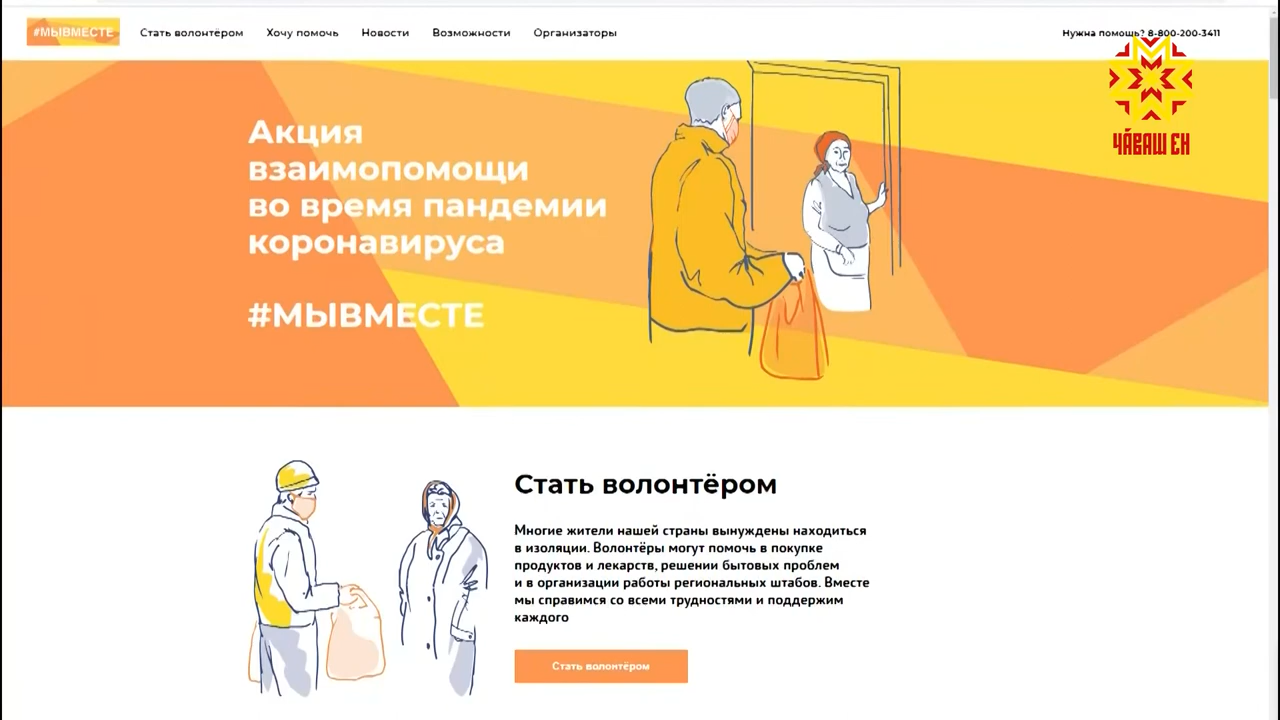 #МЫВМЕСТЕ
Стать волонтёром
Хочу помочь
Новости
Возможности
Организаторы
Нужна помощь? 8-800-200-3411
ЧӐВАШ ЕН
Акция
взаимопомощи
во время пандемии
коронавируса
#МЫВМЕСТЕ
Стать волонтёром
Многие жители нашей страны вынуждены находиться
в изоляции. Волонтёры могут помочь в покупке
продуктов и лекарств, решении бытовых проблем
и в организации работы региональных штабов. Вместе
мы справимся со всеми трудностями и поддержим
каждого
Стать волонтёром